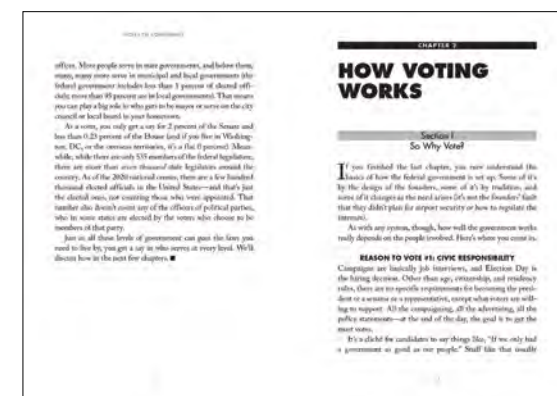 offices. Most people serve in state governments, and below them,
many, many more serve in municipal and local governments (the
federal government includes less than 1 percent of elected offi-
cials; more than 95 percent are in local governments). That means
you can play a big role in who gets to be mayor or serve on the city
council or local board in your hometown.
As a voter, you only get a say for 2 percent of the Senate and
less than 0.25 percent of the House (and if you live in Washing-
ton, DC, or the overseas territories, it's a flat 0 percent). Mean-
while, while there are only 535 members of the federal legislature,
there are more than seven thousand state legislators around the
country. As of the 2020 national census, there are a few hundred
thousand elected officials in the United States—and that's just
the elected ones, not counting those who were appointed. That
number also doesn't count any of the officers of political parties,
who in some states are elected by the voters who choose to be
members of that party.
Just as all these levels of government can pass the laws you
need to live by, you get a say in who serves at every level. We'll
discuss how in the next few chapters. ■
CHAPTER 2
HOW VOTING
WORKS
Section 1
So Why Vote?
If you finished the last chapter, you now understand the
basics of how the federal government is set up. Some of it's
by the design of the founders, some of it's by tradition, and
some of it changes as the need arises (it's not the founders' fault
that they didn't plan for airport security or how to regulate the
internet).
As with any system, though, how well the government works
really depends on the people involved. Here's where you come in.
REASON TO VOTE #1: CIVIC RESPONSIBILITY
Campaigns are basically job interviews, and Election Day is
the hiring decision. Other than age, citizenship, and residency
rules, there are no specific requirements for becoming the presi-
dent or a senator or a representative, except what voters are will-
ing to support. All the campaigning, all the advertising, all the
policy statements—at the end of the day, the goal is to get the
most votes.
It's a cliché for candidates to say things like, "If we only had
a government as good as our people." Stuff like that usually